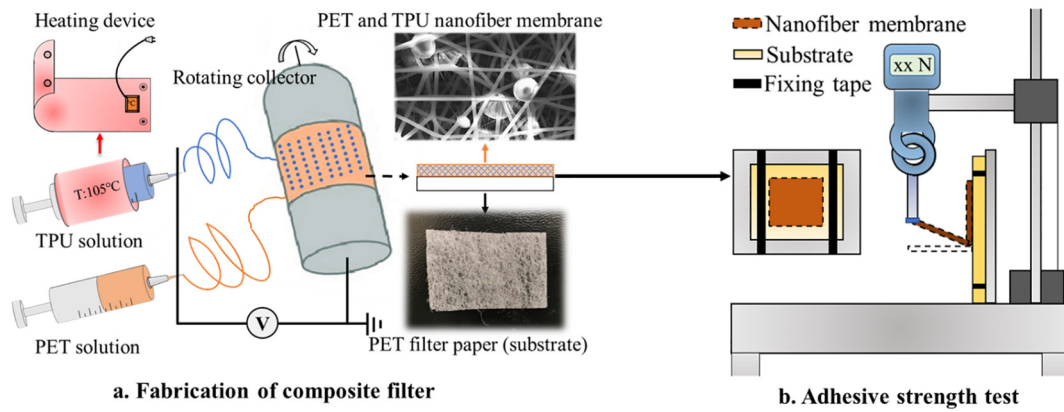 Heating device
°C
Rotating collector
T:105°C
TPU solution
PET solution
V
PET and TPU nanofiber membrane
PET filter paper (substrate)
a. Fabrication of composite filter
Nanofiber membrane
Substrate
Fixing tape
xx N
b. Adhesive strength test